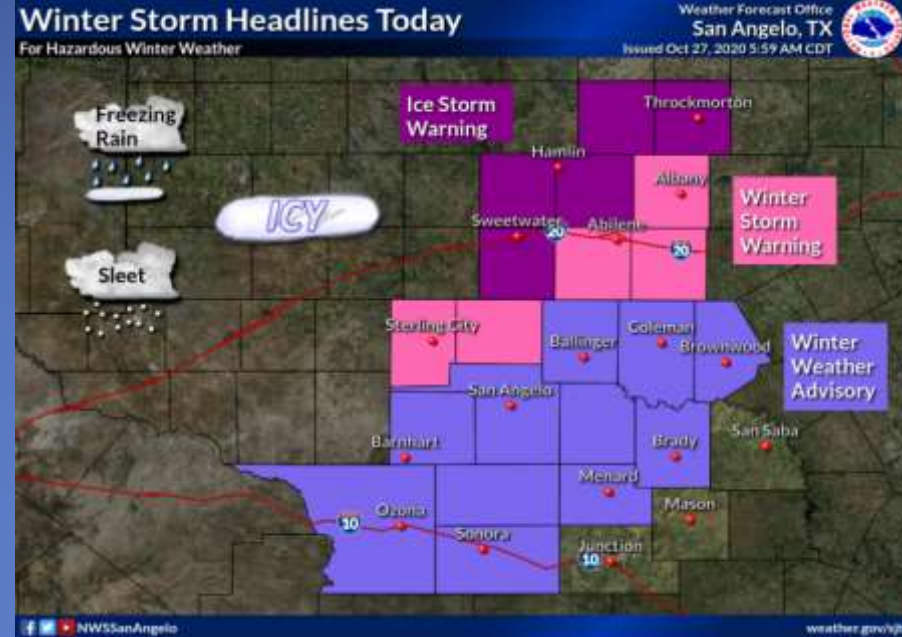 Winter Storm Headlines Today
For Hazardous Winter Weather
Weather Forecast Office
San Angelo, TX
Issued Oct 27, 2020 5:59 AM CDT
Freezing
Rain
Ice Storm
Warning
Throckmorton
Hamlin
Albany
ICY
Winter
Storm
Warning
Sweetwater
20
Abilene
20
Sleet
Sterling City
Ballinger
Coleman
Brownwood
Winter
Weather
Advisory
San Angelo
Barnhart
Brady
San Saba
Menard
Mason
10
Ozona
Sonora
Junction
10
NWSSanAngelo
weather.gov/sjt